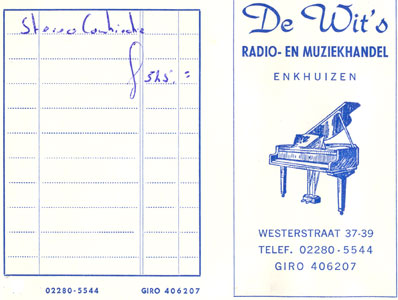 Stereo Combinatie
f 545.=
02280-5544 GIRO 406207
De Wit's
RADIO- EN MUZIEKHANDEL
ENKHUIZEN
WESTERSTRAAT 37-39
TELEF. 02280-5544
GIRO 406207